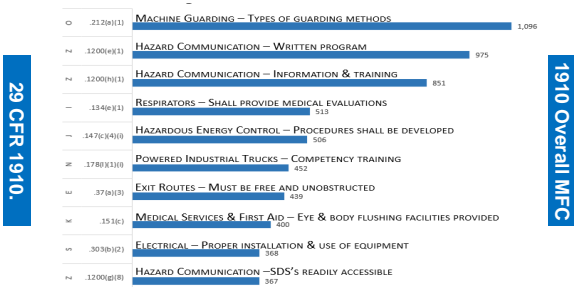 29 CFR 1910.
1910 Overall MFC
O .212(a)(1) MACHINE GUARDING – TYPES OF GUARDING METHODS 1,096
Z .1200(e)(1) HAZARD COMMUNICATION – WRITTEN PROGRAM 975
Z .1200(h)(1) HAZARD COMMUNICATION – INFORMATION & TRAINING 851
I .134(e)(1) RESPIRATORS – SHALL PROVIDE MEDICAL EVALUATIONS 513
J .147(c)(4)(i) HAZARDOUS ENERGY CONTROL – PROCEDURES SHALL BE DEVELOPED 506
N .178(l)(1)(i) POWERED INDUSTRIAL TRUCKS – COMPETENCY TRAINING 452
E .37(a)(3) EXIT ROUTES – MUST BE FREE AND UNOBSTRUCTED 439
K .151(c) MEDICAL SERVICES & FIRST AID – EYE & BODY FLUSHING FACILITIES PROVIDED 400
S .303(b)(2) ELECTRICAL – PROPER INSTALLATION & USE OF EQUIPMENT 368
Z .1200(g)(8) HAZARD COMMUNICATION –SDS'S READILY ACCESSIBLE 367